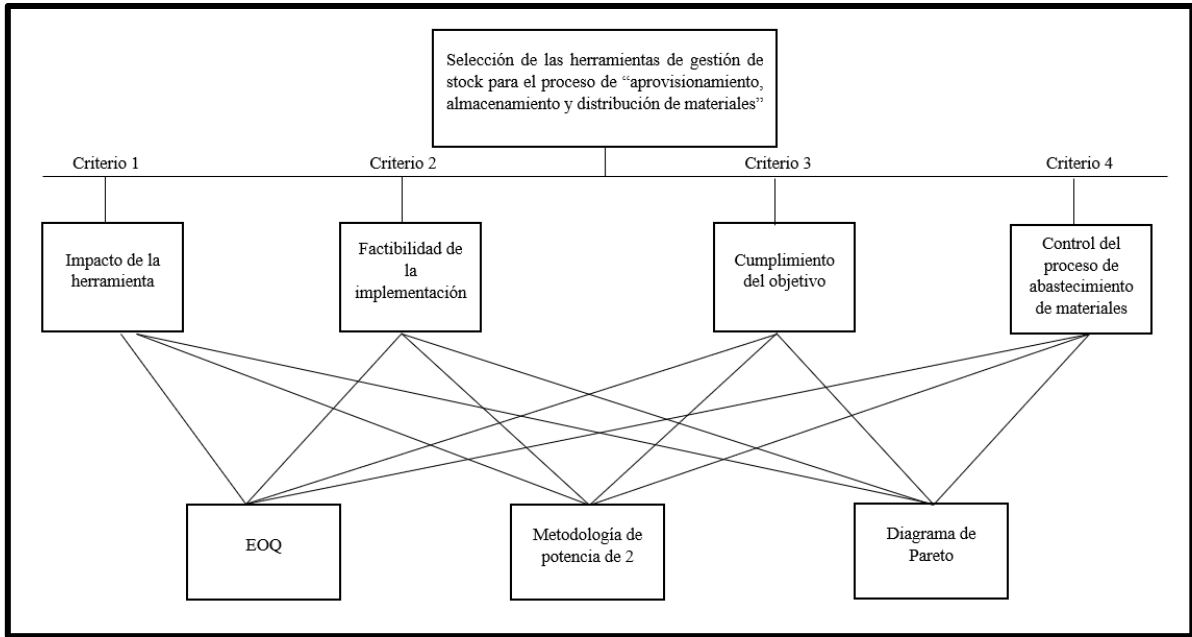 Selección de las herramientas de gestión de
stock para el proceso de “aprovisionamiento,
almacenamiento y distribución de materiales”
Criterio 1
Criterio 2
Criterio 3
Criterio 4
Impacto de la
herramienta
Factibilidad de
la
implementación
Cumplimiento
del objetivo
Control del
proceso de
abastecimiento
de materiales
EOQ
Metodología de
potencia de 2
Diagrama de
Pareto